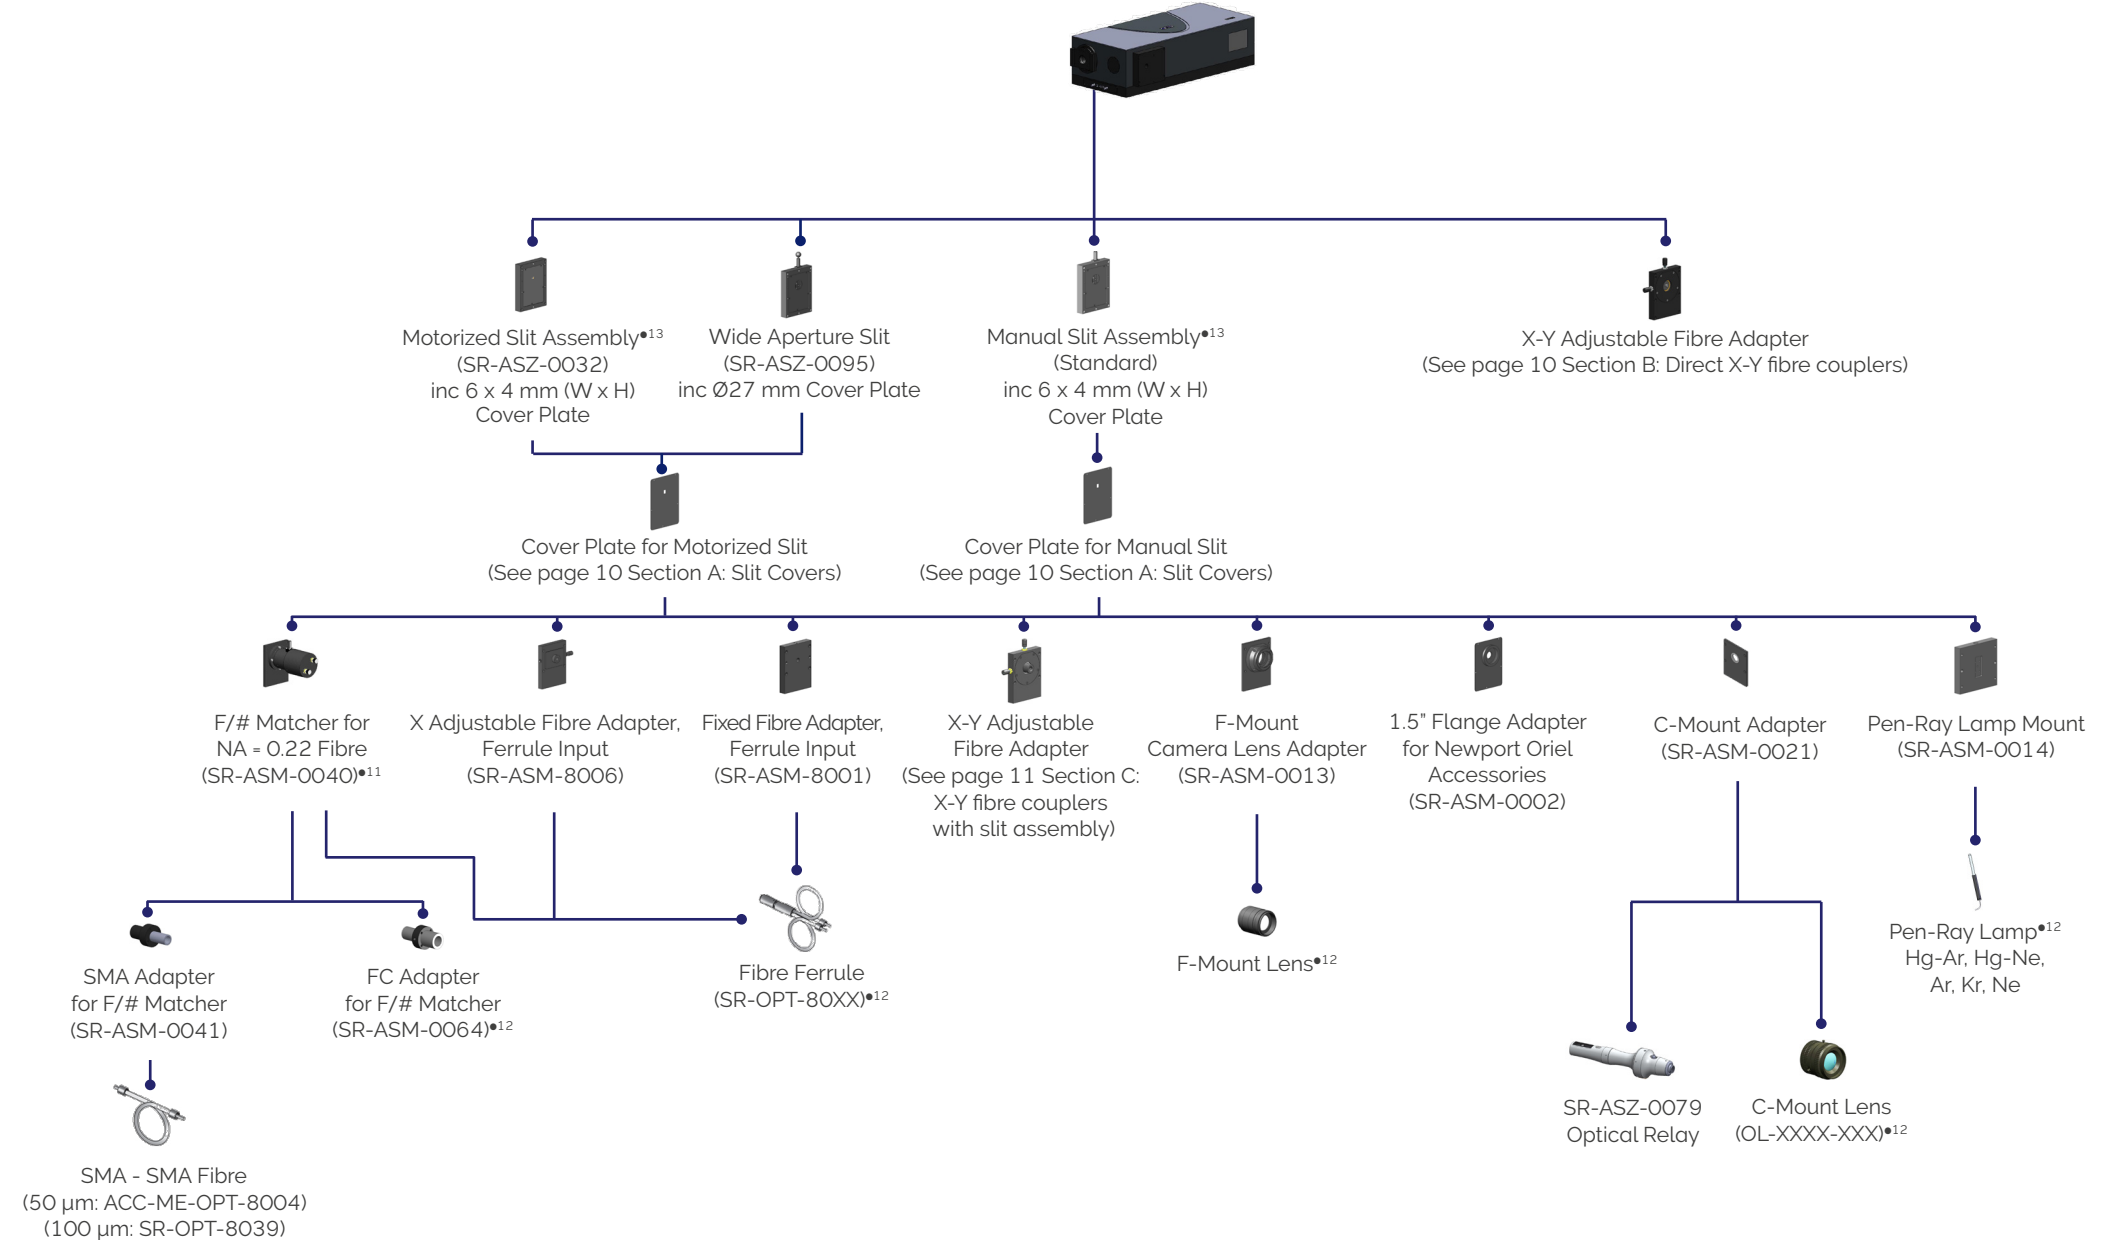 Motorized Slit Assembly●13
(SR-ASZ-0032)
inc 6 x 4 mm (W x H)
Cover Plate
Wide Aperture Slit
(SR-ASZ-0095)
inc Ø27 mm Cover Plate
Manual Slit Assembly●13
(Standard)
inc 6 x 4 mm (W x H)
Cover Plate
X-Y Adjustable Fibre Adapter
(See page 10 Section B: Direct X-Y fibre couplers)
Cover Plate for Motorized Slit
(See page 10 Section A: Slit Covers)
Cover Plate for Manual Slit
(See page 10 Section A: Slit Covers)
F/# Matcher for
NA = 0.22 Fibre
(SR-ASM-0040)●11
X Adjustable Fibre Adapter,
Ferrule Input
(SR-ASM-8006)
Fixed Fibre Adapter,
Ferrule Input
(SR-ASM-8001)
X-Y Adjustable
Fibre Adapter
(See page 11 Section C:
X-Y fibre couplers
with slit assembly)
F-Mount
Camera Lens Adapter
(SR-ASM-0013)
1.5" Flange Adapter
for Newport Oriel
Accessories
(SR-ASM-0002)
C-Mount Adapter
(SR-ASM-0021)
Pen-Ray Lamp Mount
(SR-ASM-0014)
SMA Adapter
for F/# Matcher
(SR-ASM-0041)
FC Adapter
for F/# Matcher
(SR-ASM-0064)●12
Fibre Ferrule
(SR-OPT-80XX)●12
F-Mount Lens●12
Pen-Ray Lamp●12
Hg-Ar, Hg-Ne,
Ar, Kr, Ne
SR-ASZ-0079
Optical Relay
C-Mount Lens
(OL-XXXX-XXX)●12
SMA - SMA Fibre
(50 µm: ACC-ME-OPT-8004)
(100 µm: SR-OPT-8039)